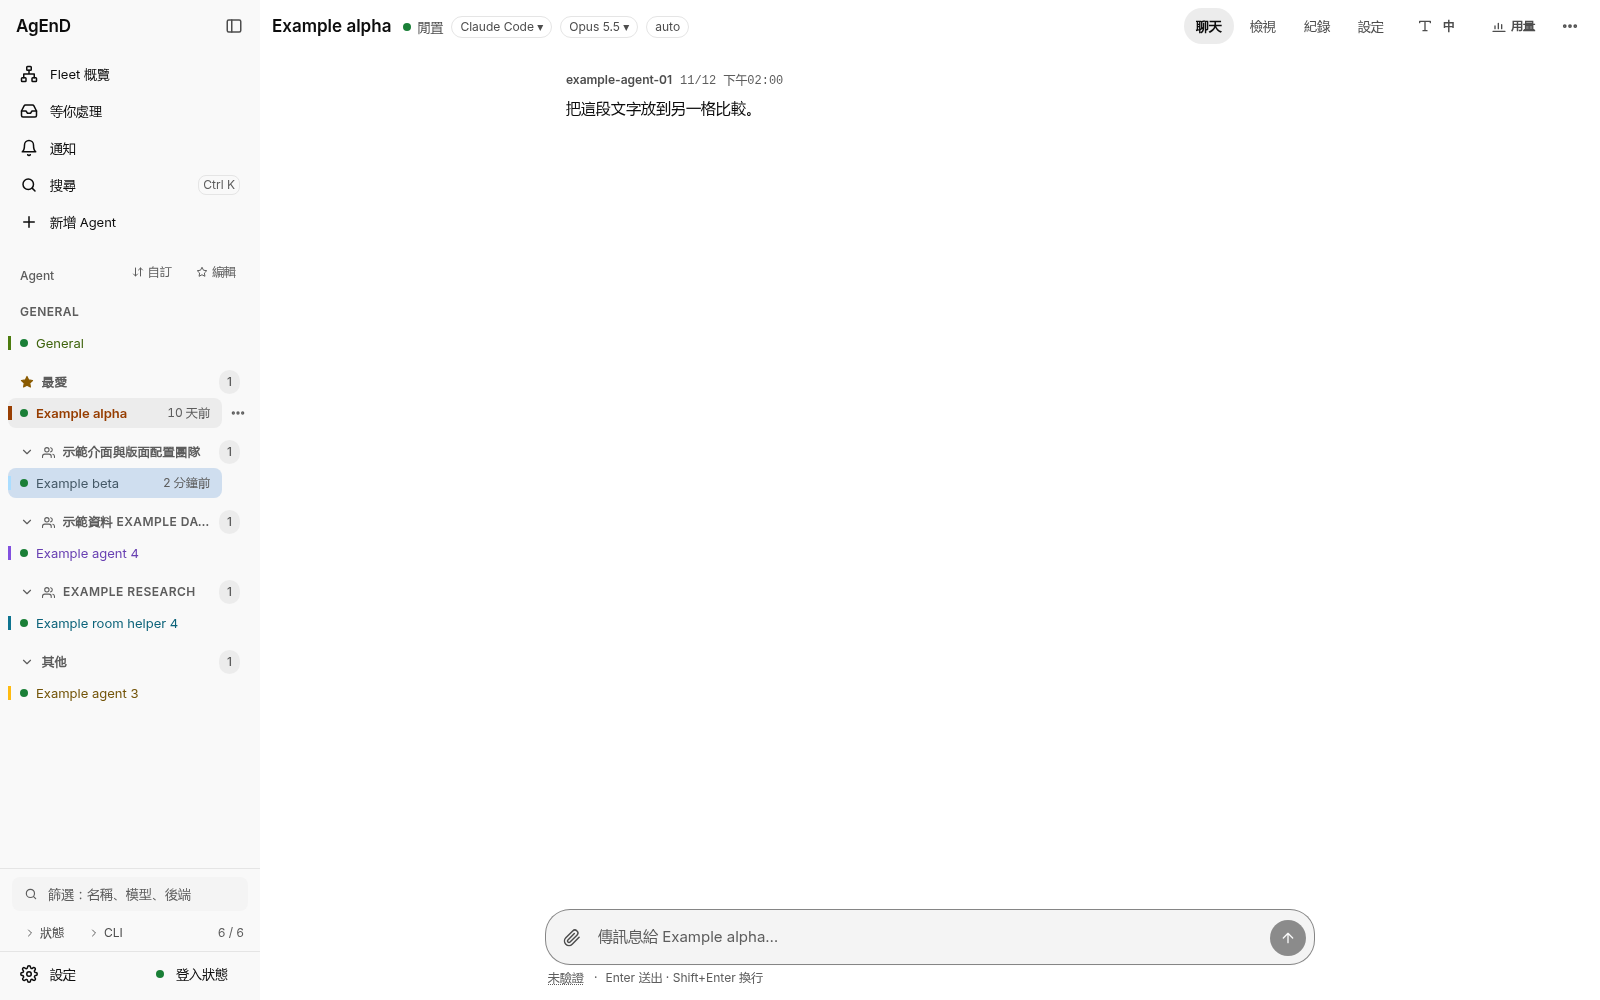 AgEnD
Fleet 概覽
等你處理
通知
搜尋 Ctrl K
新增 Agent
Agent 自訂 編輯
GENERAL
General
最愛 1
Example alpha 10 天前 •••
示範介面與版面配置團隊 1
Example beta 2 分鐘前
示範資料 EXAMPLE DA... 1
Example agent 4
EXAMPLE RESEARCH 1
Example room helper 4
其他 1
Example agent 3
篩選：名稱、模型、後端
狀態 CLI 6 / 6
設定 登入狀態
Example alpha 閒置 Claude Code ▾ Opus 5.5 ▾ auto 聊天 檢視 紀錄 設定 T 中 用量 •••
example-agent-01 11/12 下午02:00
把這段文字放到另一格比較。
傳訊息給 Example alpha...
未驗證 · Enter 送出 · Shift+Enter 換行